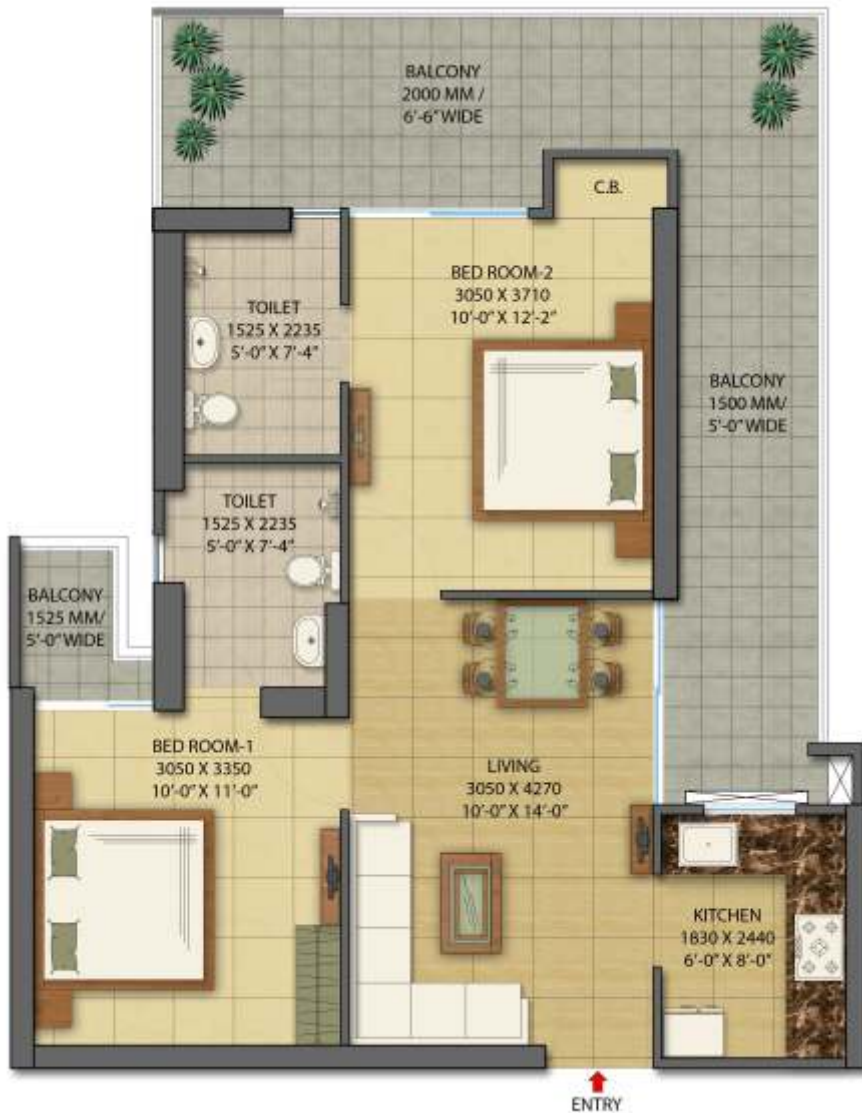 BALCONY
2000 MM /
6'-6" WIDE
C.B.
BED ROOM-2
3050 X 3710
10'-0" X 12'-2"
TOILET
1525 X 2235
5'-0" X 7'-4"
BALCONY
1500 MM/
5'-0" WIDE
TOILET
1525 X 2235
5'-0" X 7'-4"
BALCONY
1525 MM/
5'-0" WIDE
BED ROOM-1
3050 X 3350
10'-0" X 11'-0"
LIVING
3050 X 4270
10'-0" X 14'-0"
KITCHEN
1830 X 2440
6'-0" X 8'-0"
ENTRY